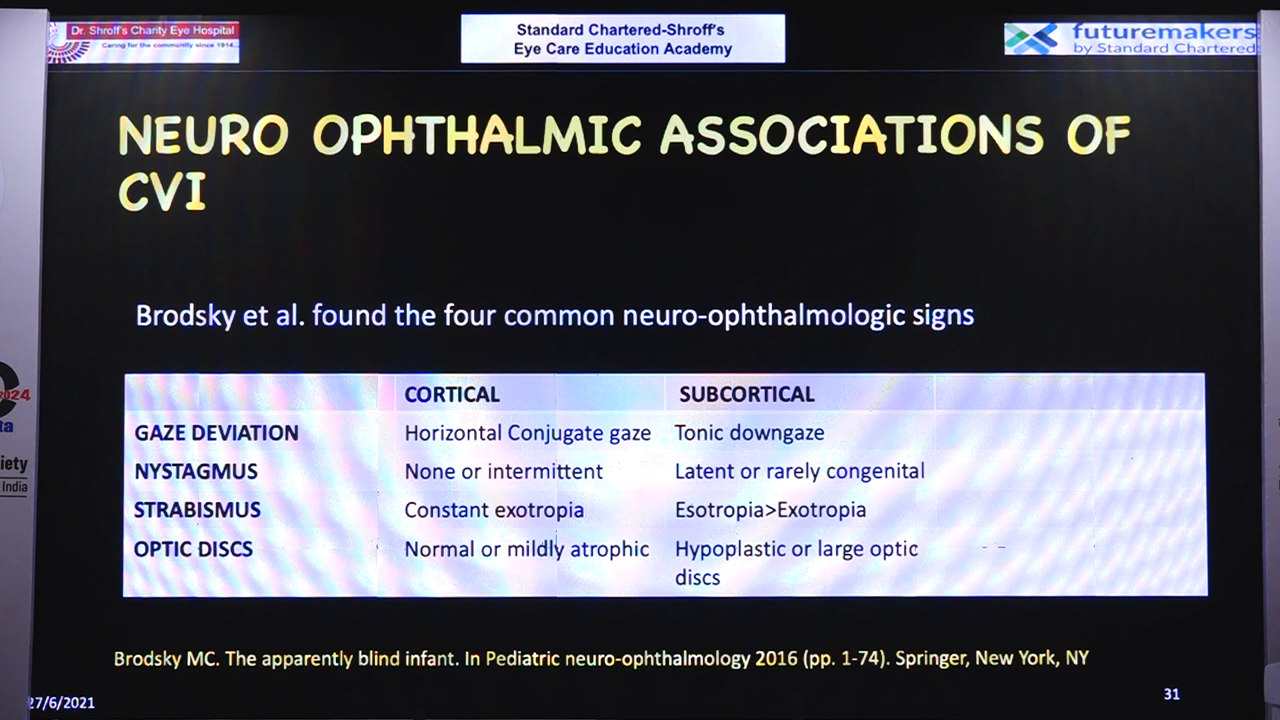 Dr. Shroff's Charity Eye Hospital
Caring for the community since 1914...
Standard Chartered-Shroff's
Eye Care Education Academy
futuremakers
by Standard Chartered
NEURO OPHTHALMIC ASSOCIATIONS OF
CVI
Brodsky et al. found the four common neuro-ophthalmologic signs
CORTICAL SUBCORTICAL
GAZE DEVIATION Horizontal Conjugate gaze Tonic downgaze
NYSTAGMUS None or intermittent Latent or rarely congenital
STRABISMUS Constant exotropia Esotropia>Exotropia
OPTIC DISCS Normal or mildly atrophic Hypoplastic or large optic
discs
Brodsky MC. The apparently blind infant. In Pediatric neuro-ophthalmology 2016 (pp. 1-74). Springer, New York, NY
27/6/2021
31
2024
ta
iety
India